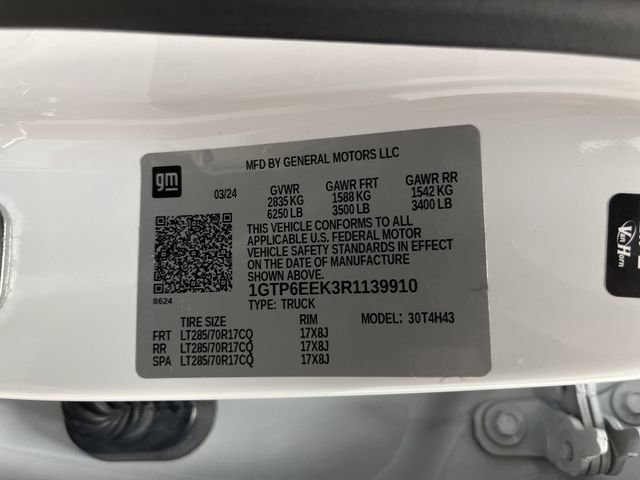 MFD BY GENERAL MOTORS LLC
gm
03/24
GVWR GAWR FRT GAWR RR
2835 KG 1588 KG 1542 KG
6250 LB 3500 LB 3400 LB
THIS VEHICLE CONFORMS TO ALL
APPLICABLE U.S. FEDERAL MOTOR
VEHICLE SAFETY STANDARDS IN EFFECT
ON THE DATE OF MANUFACTURE
SHOWN ABOVE.
1GTP6EEK3R1139910
8624
TYPE: TRUCK
TIRE SIZE RIM MODEL: 30T4H43
FRT LT285/70R17CQ 17X8J
RR LT285/70R17CQ 17X8J
SPA LT285/70R17CQ 17X8J
Van Horn